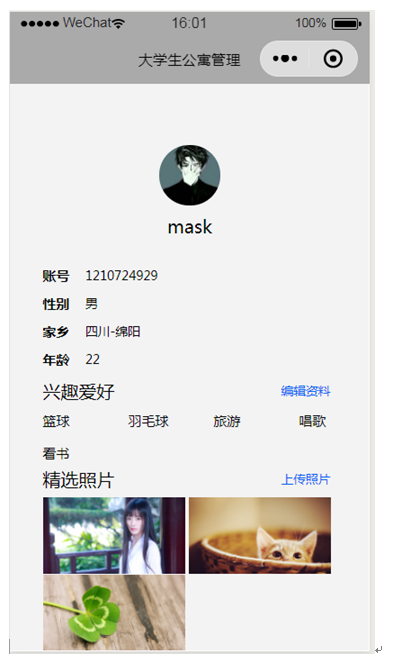 ●●●●● WeChat 16:01 100%
大学生公寓管理
mask
账号 1210724929
性别 男
家乡 四川-绵阳
年龄 22
兴趣爱好 编辑资料
篮球 羽毛球 旅游 唱歌
看书
精选照片 上传照片